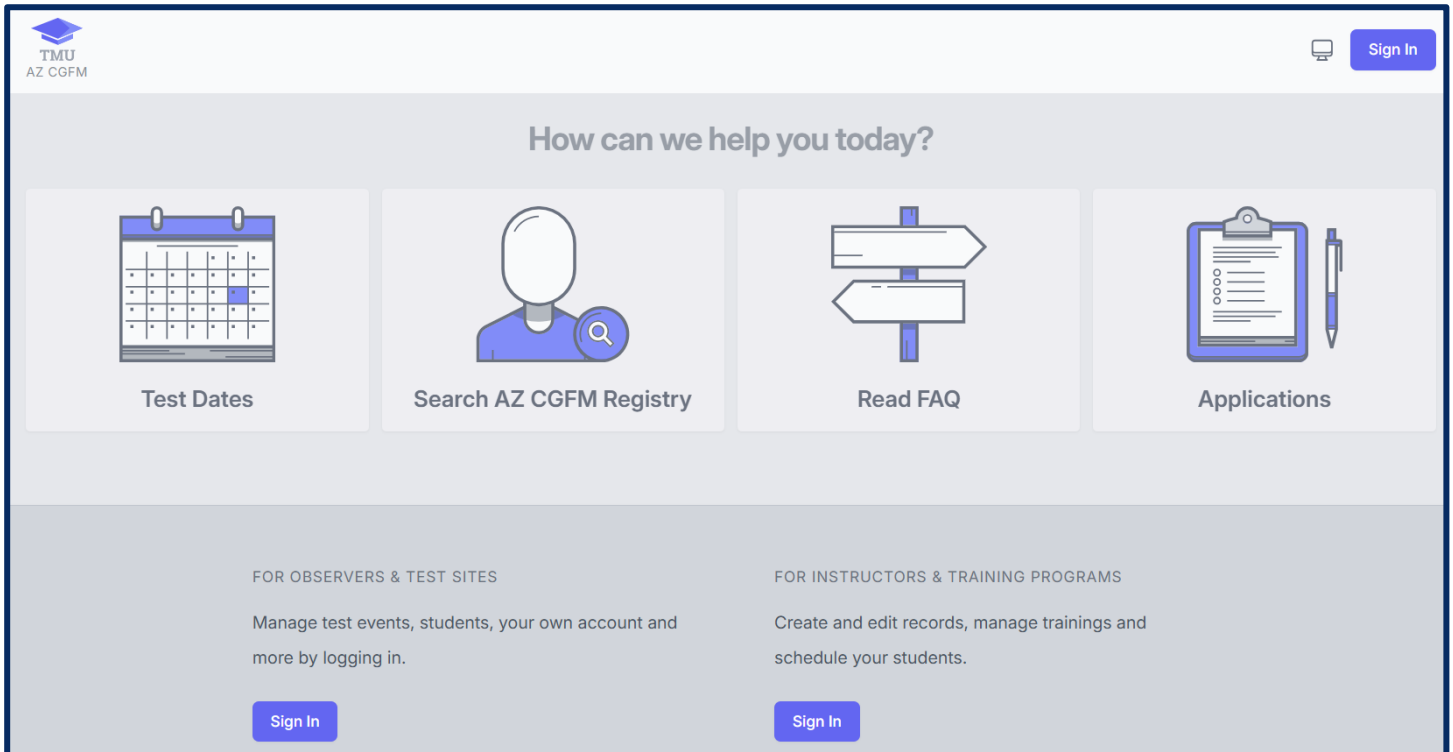 TMU
AZ CGFM
Sign In
How can we help you today?
Test Dates
Search AZ CGFM Registry
Read FAQ
Applications
FOR OBSERVERS & TEST SITES
Manage test events, students, your own account and
more by logging in.
Sign In
FOR INSTRUCTORS & TRAINING PROGRAMS
Create and edit records, manage trainings and
schedule your students.
Sign In